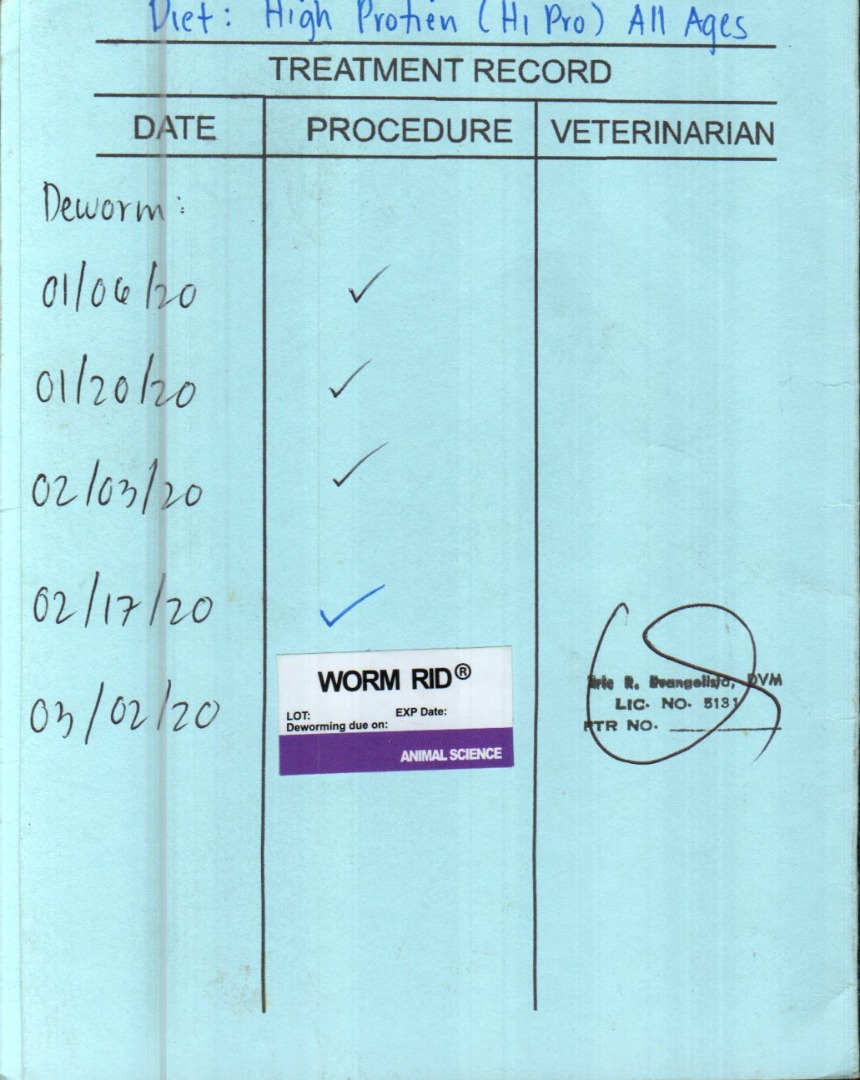 Diet: High Protien (Hi Pro) All Ages
TREATMENT RECORD
DATE PROCEDURE VETERINARIAN
Deworm:
01/06/20 ✓
01/20/20 ✓
02/03/20 ✓
02/17/20 ✓
03/02/20
WORM RID®
LOT: EXP Date:
Deworming due on:
ANIMAL SCIENCE
Eric R. Evangelista, DVM
LIC. NO. 5131
PTR NO.